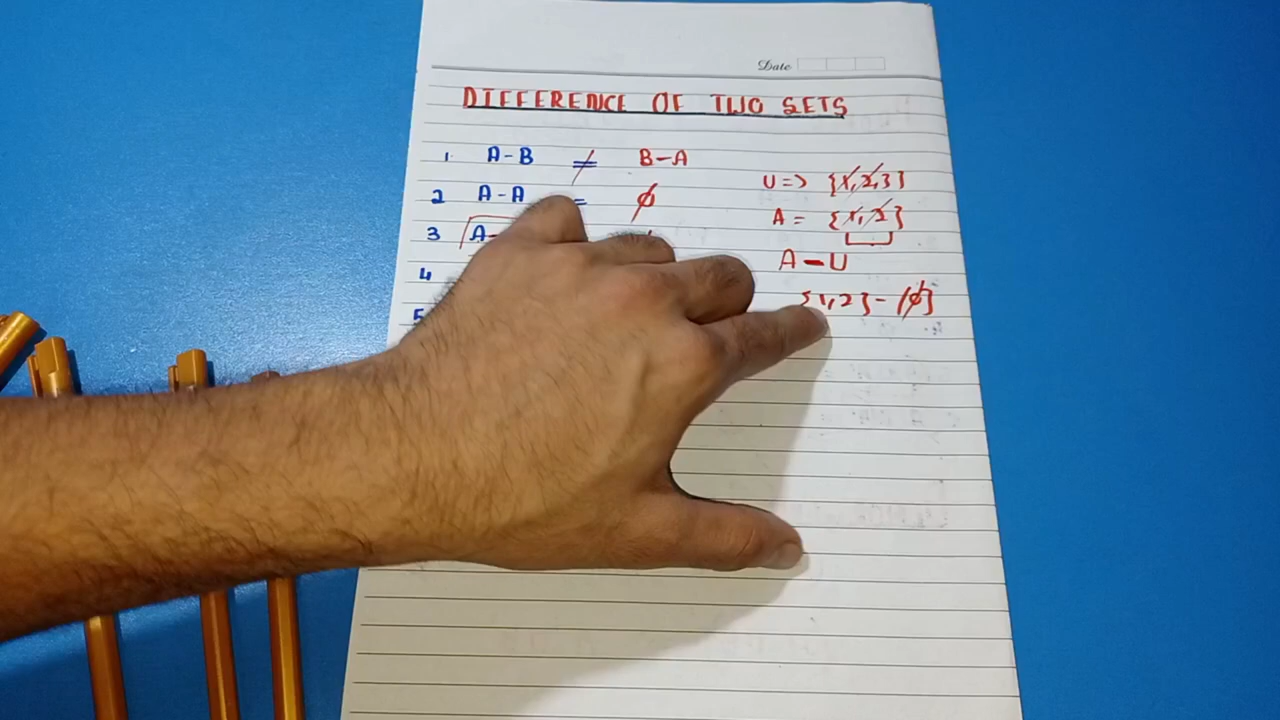 Date
DIFFERENCE OF TWO SETS
1. A-B ≠ B-A
2 A-A = ϕ
3 A-
4
5
U => {1,2,3}
A = {1,2}
A-U
{1,2} - {ϕ}